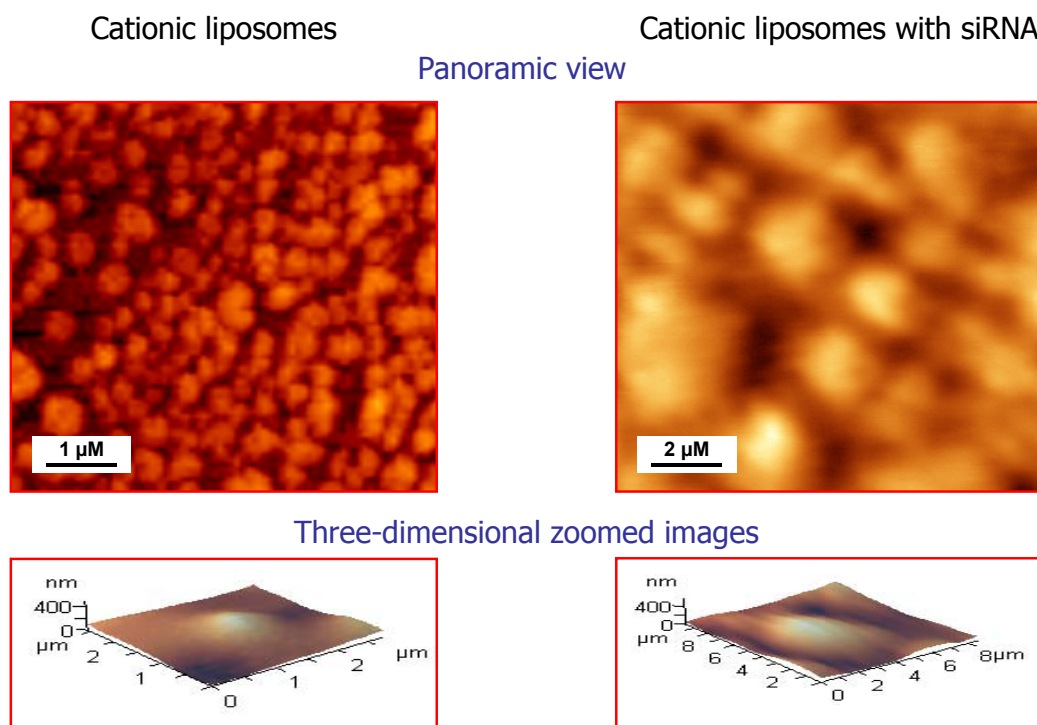 Cationic liposomes
Cationic liposomes with siRNA
Panoramic view
1 µM
2 µM
Three-dimensional zoomed images
nm
400
0
µm
2
1
0
1
2
µm
nm
400
0
µm
8
6
4
2
0
2
4
6
8µm